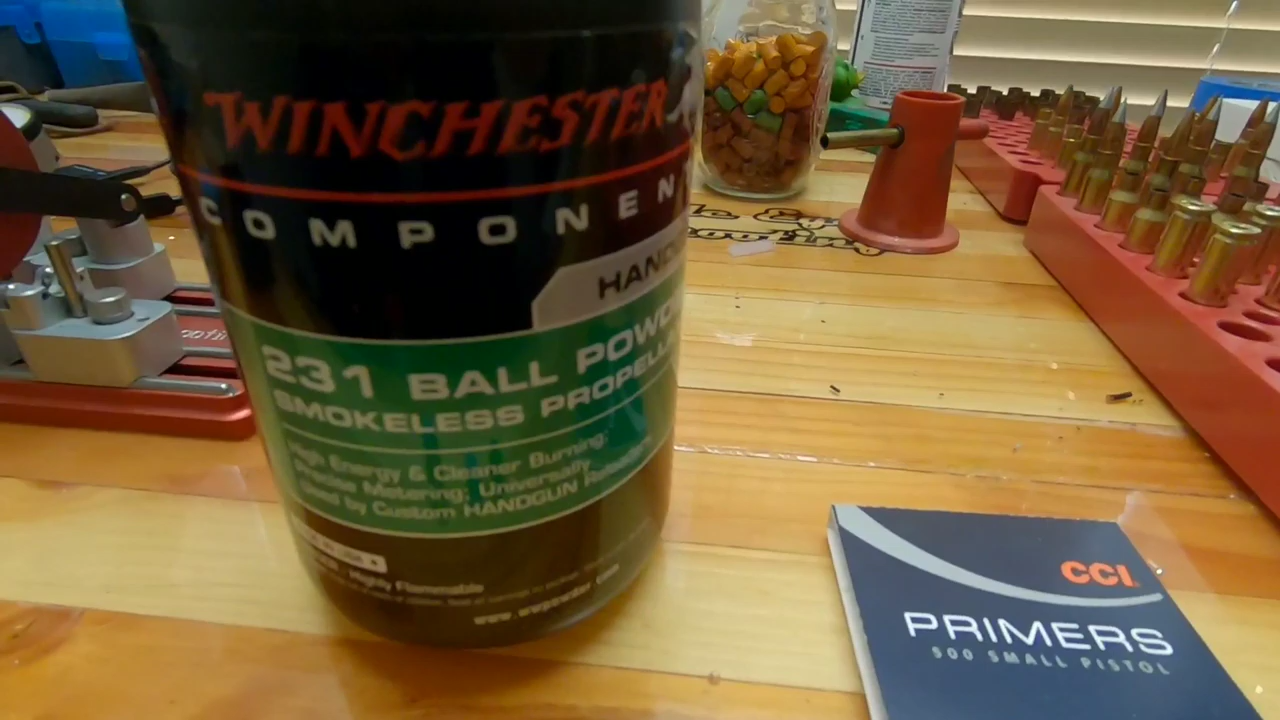 WINCHESTER
COMPONEN
HAND
231 BALL POWD
SMOKELESS PROPELLA
High Energy & Cleaner Burning;
Precise Metering; Universally
Used by Custom HANDGUN Reloaders
Highly Flammable
www.wwpowder.com
CCI
PRIMERS
500 SMALL PISTOL